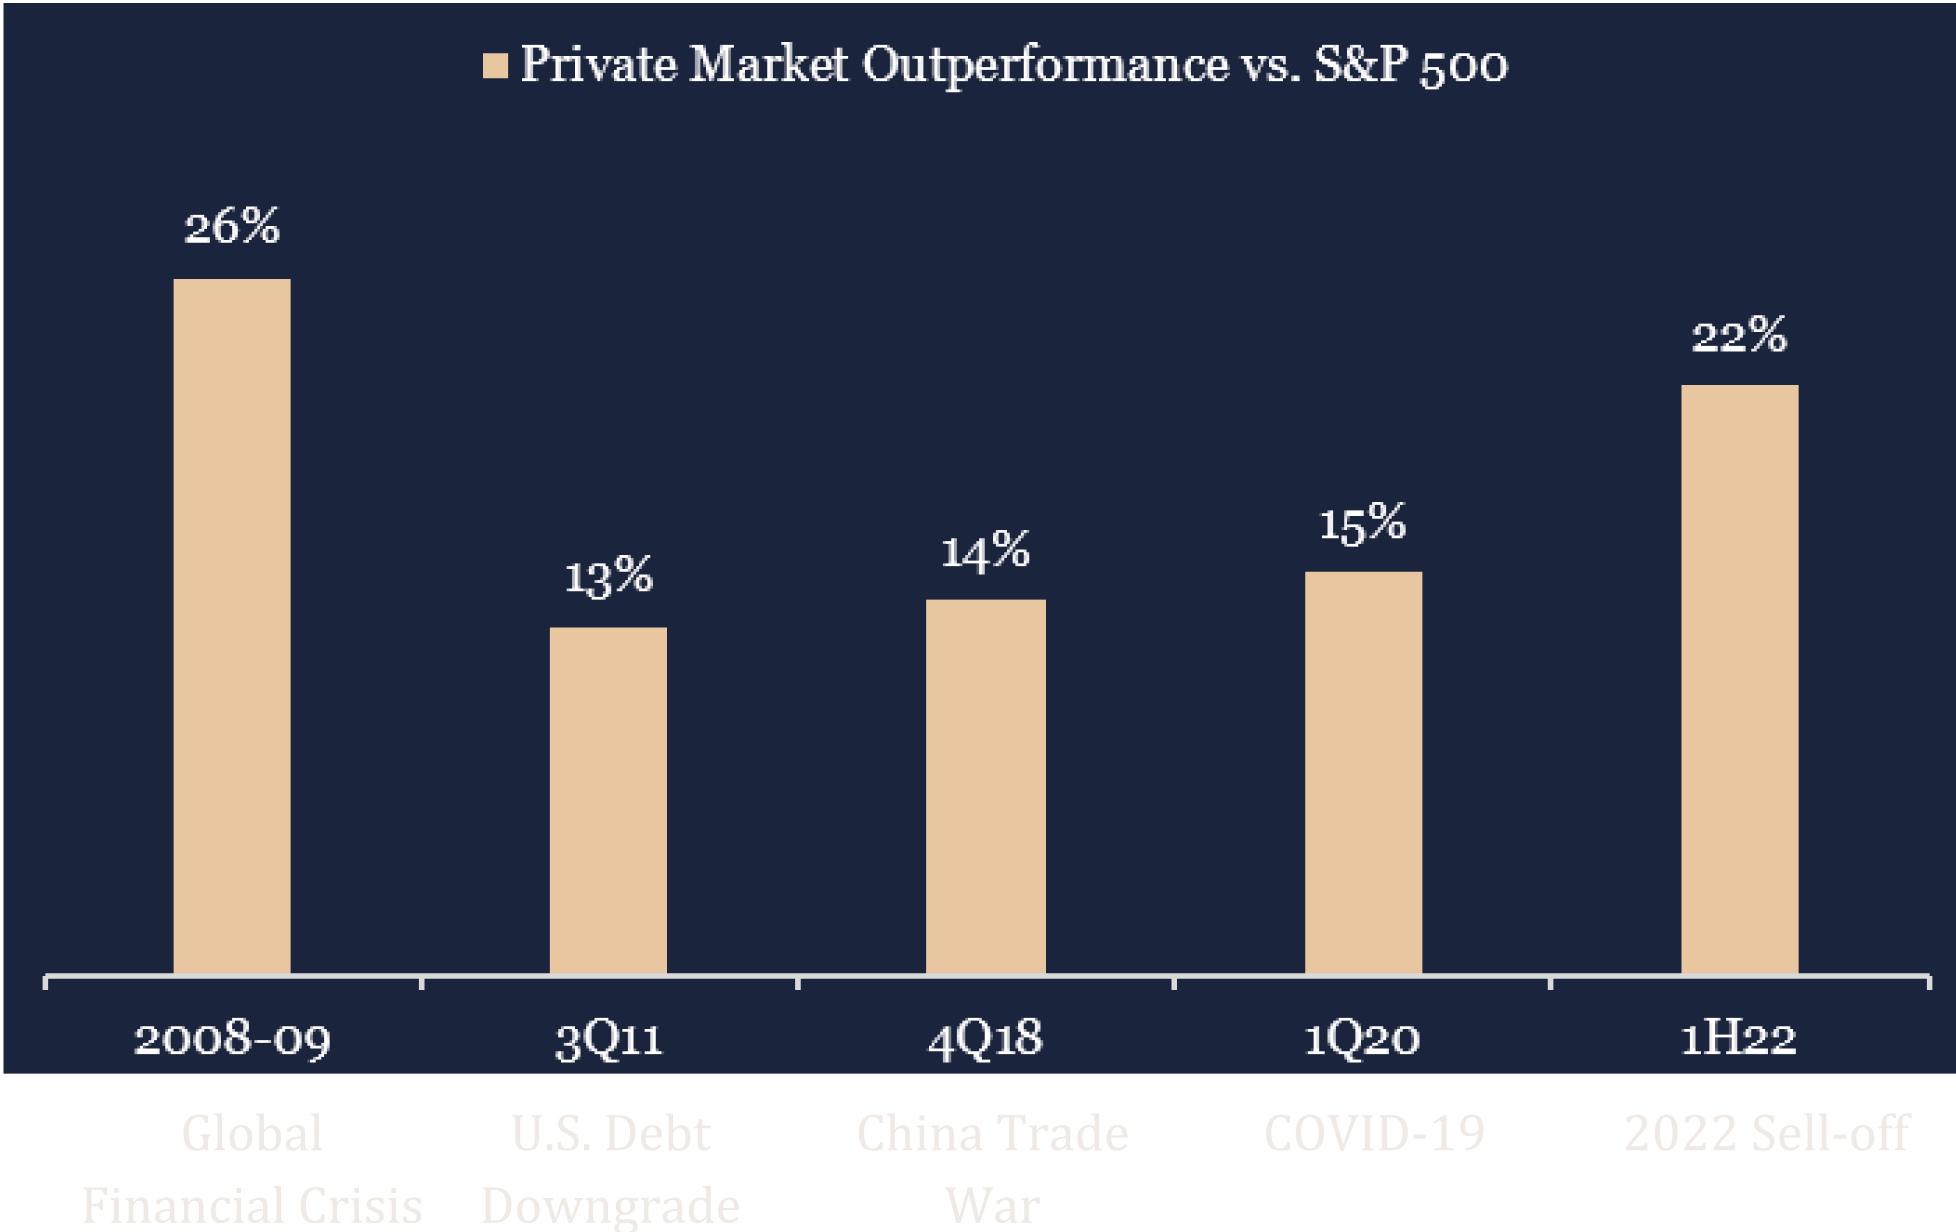 Private Market Outperformance vs. S&P 500
26%
13%
14%
15%
22%
2008-09
3Q11
4Q18
1Q20
1H22
Global
Financial Crisis
U.S. Debt
Downgrade
China Trade
War
COVID-19
2022 Sell-off